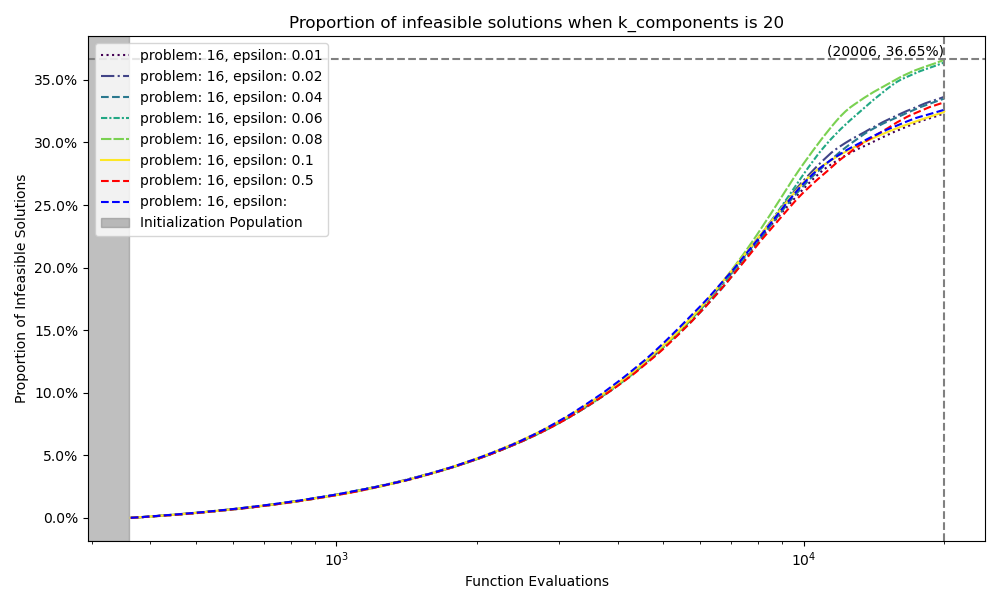 Proportion of infeasible solutions when k_components is 20
(20006, 36.65%)
problem: 16, epsilon: 0.01
problem: 16, epsilon: 0.02
problem: 16, epsilon: 0.04
problem: 16, epsilon: 0.06
problem: 16, epsilon: 0.08
problem: 16, epsilon: 0.1
problem: 16, epsilon: 0.5
problem: 16, epsilon:
Initialization Population
Proportion of Infeasible Solutions
35.0%
30.0%
25.0%
20.0%
15.0%
10.0%
5.0%
0.0%
10³ 10⁴
Function Evaluations